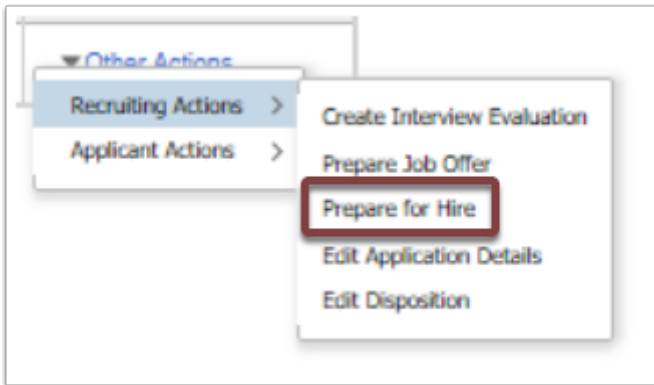 Other Actions
Recruiting Actions
Applicant Actions
Create Interview Evaluation
Prepare Job Offer
Prepare for Hire
Edit Application Details
Edit Disposition